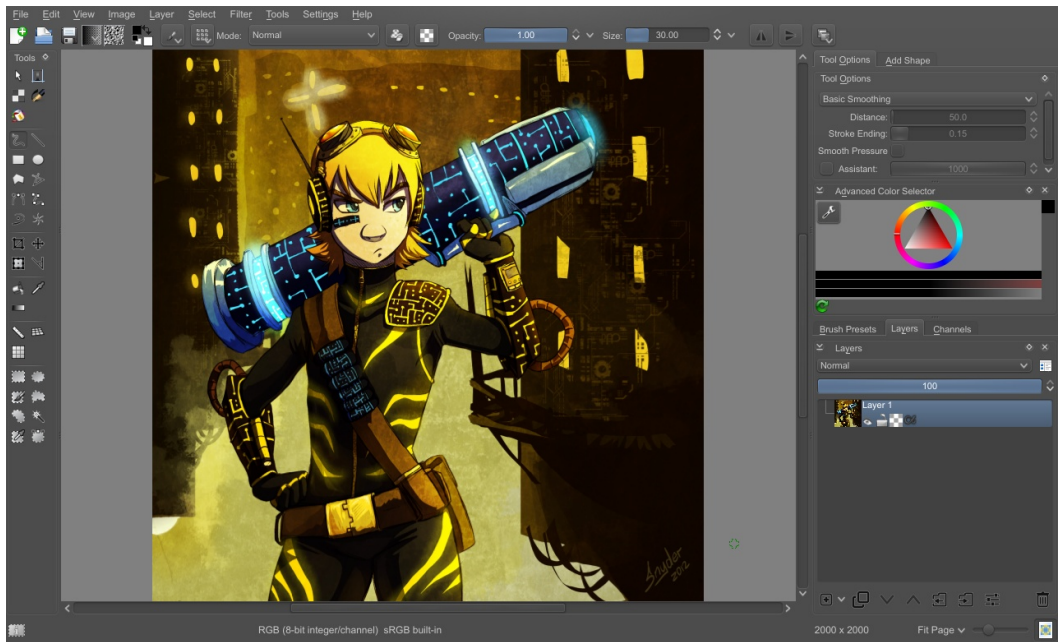 File Edit View Image Layer Select Filter Tools Settings Help
Mode: Normal Opacity: 1.00 Size: 30.00
Tools
Tool Options Add Shape
Tool Options
Basic Smoothing
Distance: 50.0
Stroke Ending: 0.15
Smooth Pressure
Assistant: 1000
Advanced Color Selector
Brush Presets Layers Channels
Layers
Normal
100
Layer 1
Snyder
2012
RGB (8-bit integer/channel) sRGB built-in
2000 x 2000 Fit Page